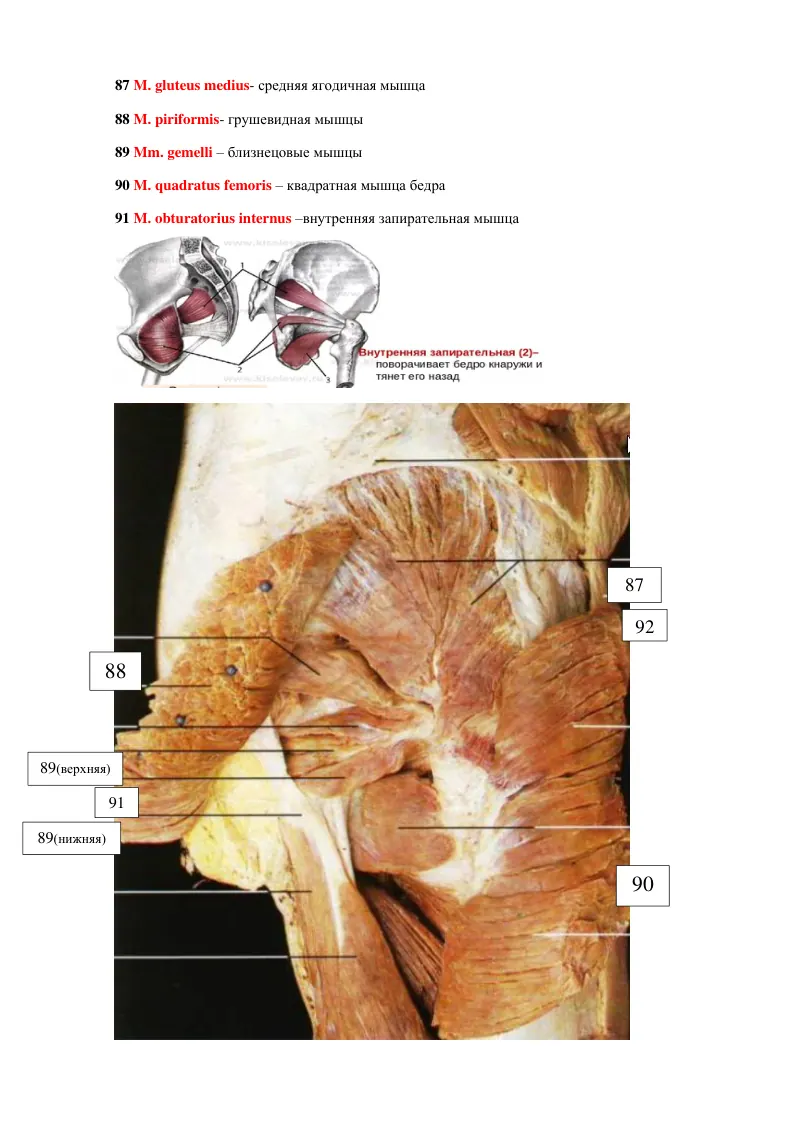 87 M. gluteus medius- средняя ягодичная мышца
88 M. piriformis- грушевидная мышцы
89 Mm. gemelli – близнецовые мышцы
90 M. quadratus femoris – квадратная мышца бедра
91 M. obturatorius internus –внутренняя запирательная мышца
1
2
3
Внутренняя запирательная (2)–
поворачивает бедро кнаружи и
тянет его назад
87
92
88
89(верхняя)
91
89(нижняя)
90